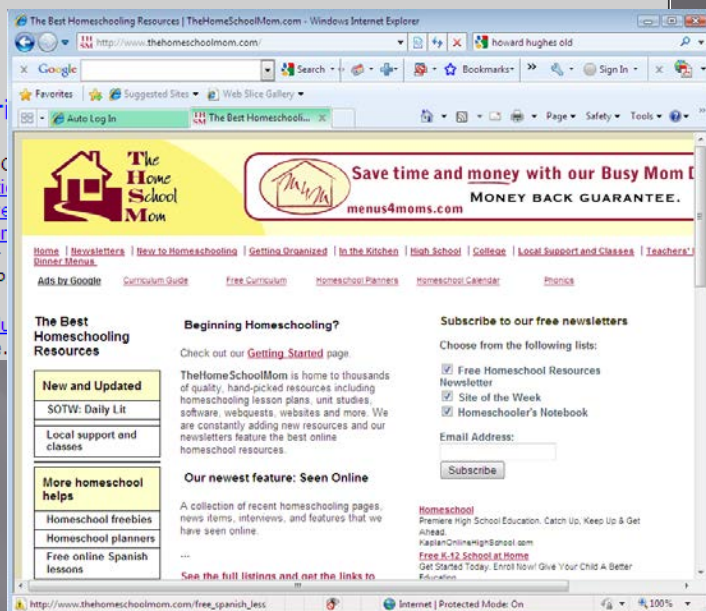 The Best Homeschooling Resources | TheHomeSchoolMom.com - Windows Internet Explorer
http://www.thehomeschoolmom.com/
howard hughes old
x Google Search Bookmarks Sign In
Favorites Suggested Sites Web Slice Gallery
Auto Log In The Best Homeschooli... X Page Safety Tools
The
Home
School
Mom
Save time and money with our Busy Mom D
MONEY BACK GUARANTEE.
menus4moms.com
Home | Newsletters | New to Homeschooling | Getting Organized | In the Kitchen | High School | College | Local Support and Classes | Teachers'
Dinner Menus
Ads by Google Curriculum Guide Free Curriculum Homeschool Planners Homeschool Calendar Phonics
The Best
Homeschooling
Resources
New and Updated
SOTW: Daily Lit
Local support and
classes
More homeschool
helps
Homeschool freebies
Homeschool planners
Free online Spanish
lessons
Beginning Homeschooling?
Check out our Getting Started page.
TheHomeSchoolMom is home to thousands
of quality, hand-picked resources including
homeschooling lesson plans, unit studies,
software, webquests, websites and more. We
are constantly adding new resources and our
newsletters feature the best online
homeschool resources.
Our newest feature: Seen Online
A collection of recent homeschooling pages,
news items, interviews, and features that we
have seen online.
...
See the full listings and get the links to
Subscribe to our free newsletters
Choose from the following lists:
Free Homeschool Resources
Newsletter
Site of the Week
Homeschooler's Notebook
Email Address:
Subscribe
Homeschool
Premiere High School Education. Catch Up, Keep Up & Get
Ahead.
KaplanOnlineHighSchool.com
Free K-12 School at Home
Get Started Today. Enroll Now! Give Your Child A Better
Education
http://www.thehomeschoolmom.com/free_spanish_less Internet | Protected Mode: On 100%